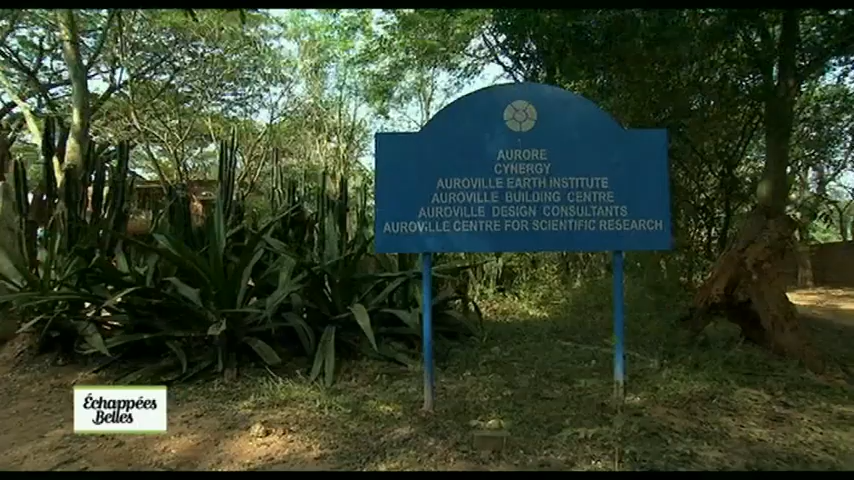 AURORE
CYNERGY
AUROVILLE EARTH INSTITUTE
AUROVILLE BUILDING CENTRE
AUROVILLE DESIGN CONSULTANTS
AUROVILLE CENTRE FOR SCIENTIFIC RESEARCH
Échappées
Belles